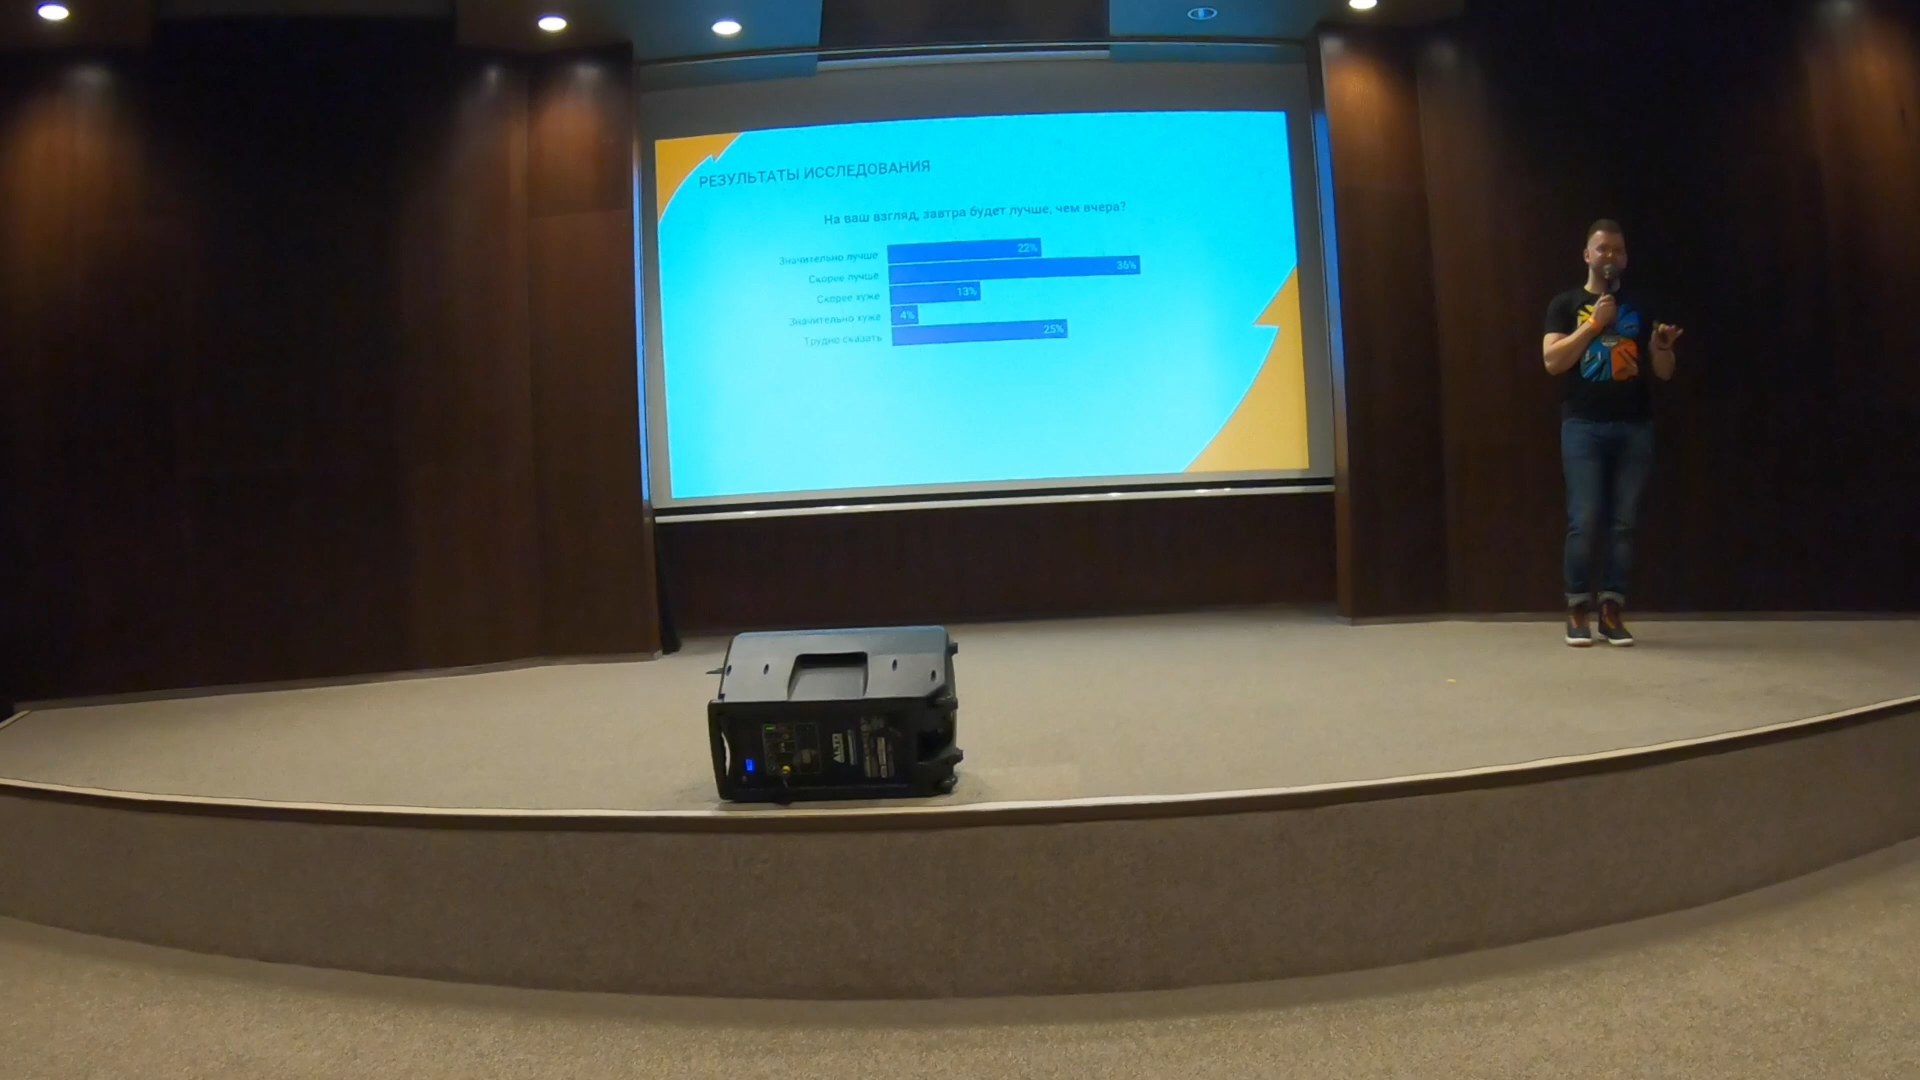 РЕЗУЛЬТАТЫ ИССЛЕДОВАНИЯ
На ваш взгляд, завтра будет лучше, чем вчера?
Значительно лучше 22%
Скорее лучше 36%
Скорее хуже 13%
Значительно хуже 4%
Трудно сказать 25%
ALTO